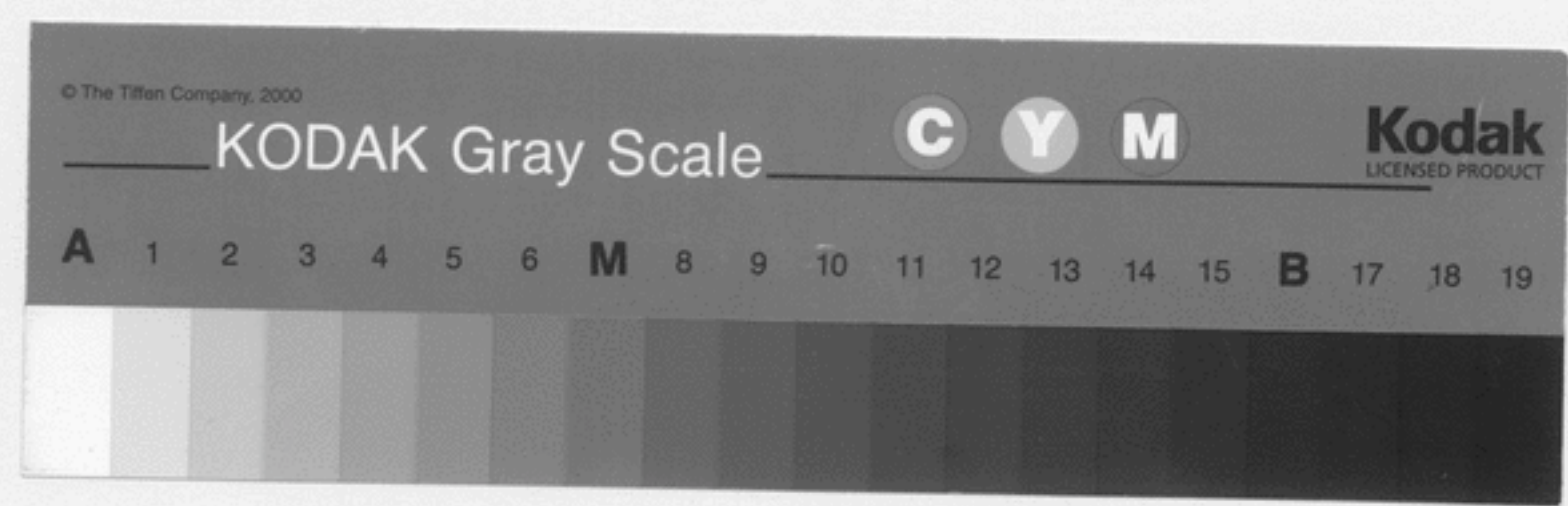 © The Tiffen Company, 2000
KODAK Gray Scale
C Y M
Kodak
LICENSED PRODUCT
A 1 2 3 4 5 6 M 8 9 10 11 12 13 14 15 B 17 18 19